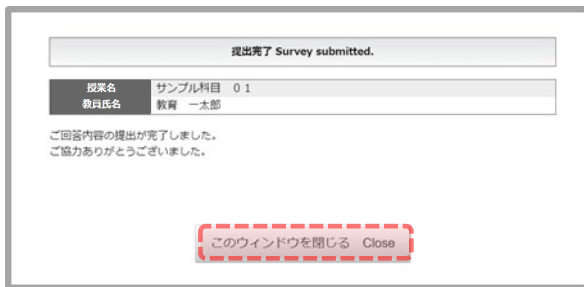 提出完了 Survey submitted.
授業名 サンプル科目 01
教員氏名 教育 一太郎
ご回答内容の提出が完了しました。
ご協力ありがとうございました。
このウィンドウを閉じる Close